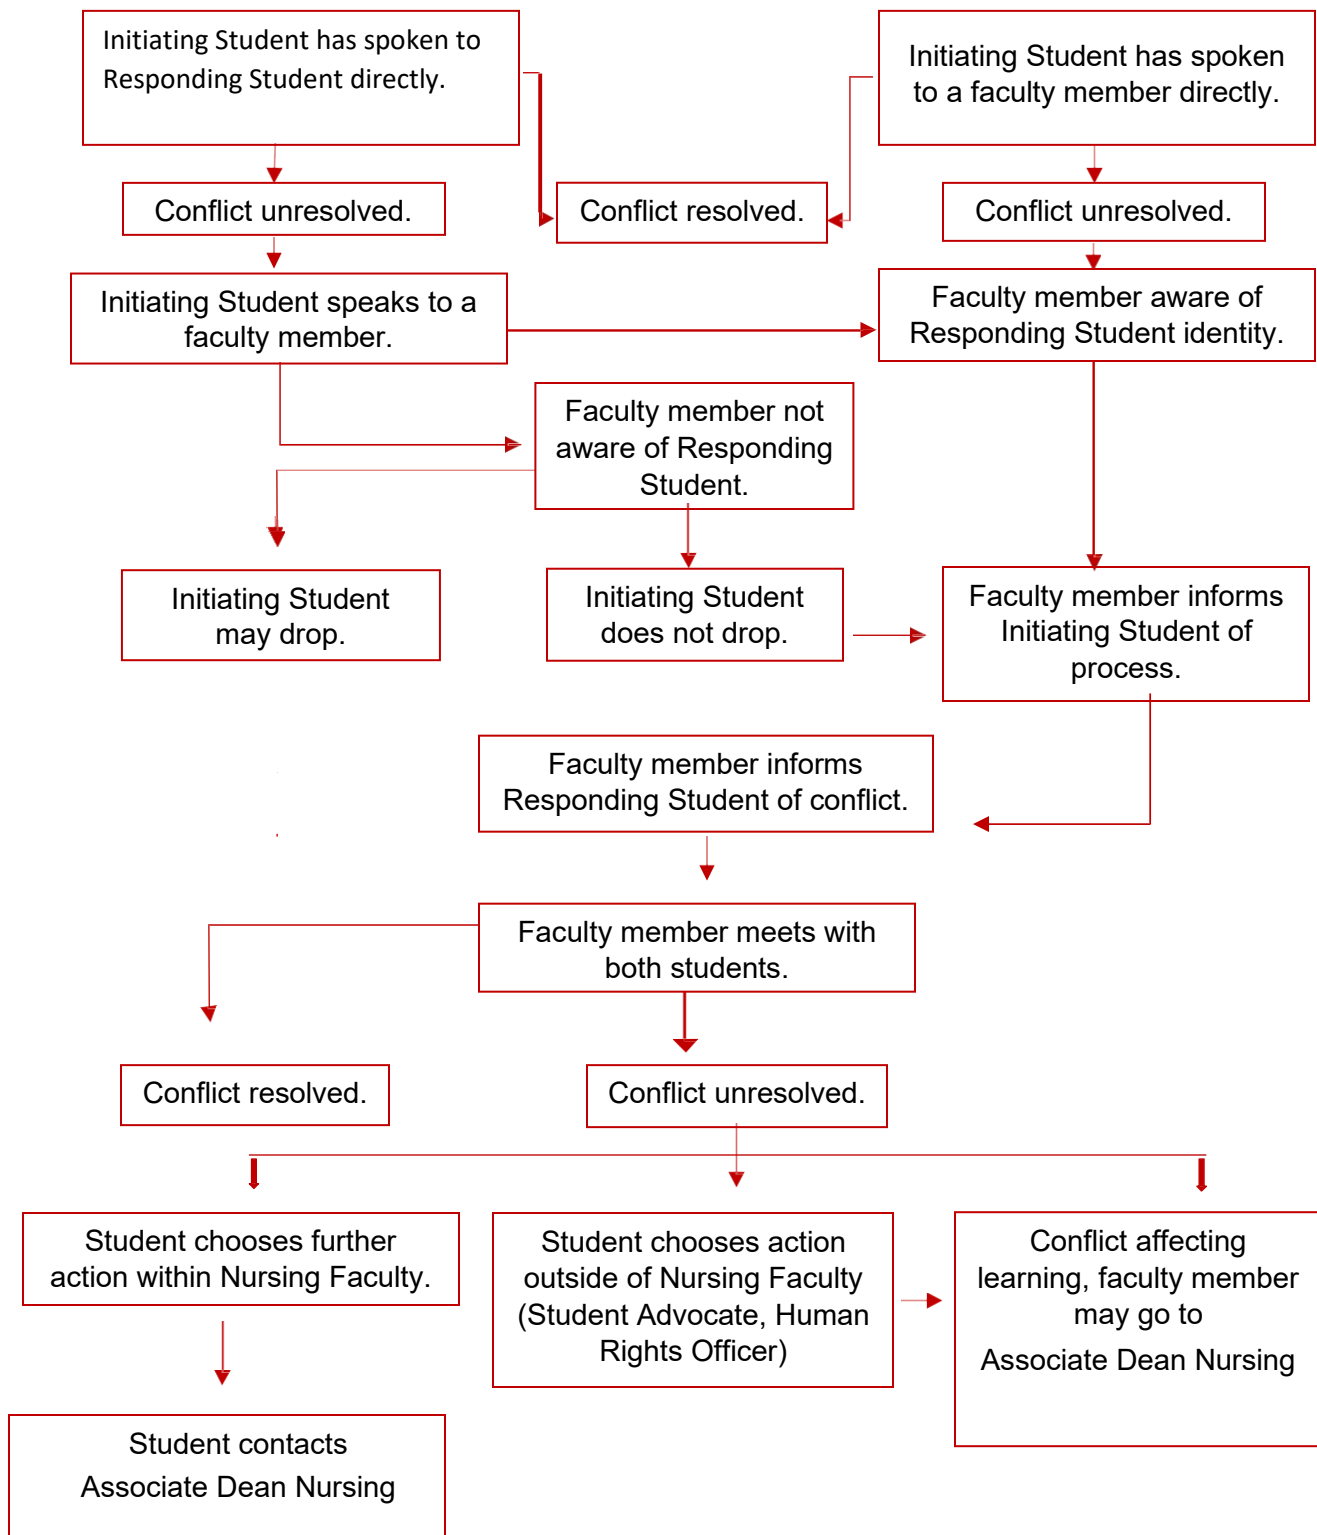 Initiating Student has spoken to
Responding Student directly.
Initiating Student has spoken
to a faculty member directly.
Conflict unresolved.
Conflict resolved.
Conflict unresolved.
Initiating Student speaks to a
faculty member.
Faculty member aware of
Responding Student identity.
Faculty member not
aware of Responding
Student.
Initiating Student
may drop.
Initiating Student
does not drop.
Faculty member informs
Initiating Student of
process.
Faculty member informs
Responding Student of conflict.
Faculty member meets with
both students.
Conflict resolved.
Conflict unresolved.
Student chooses further
action within Nursing Faculty.
Student chooses action
outside of Nursing Faculty
(Student Advocate, Human
Rights Officer)
Conflict affecting
learning, faculty member
may go to
Associate Dean Nursing
Student contacts
Associate Dean Nursing